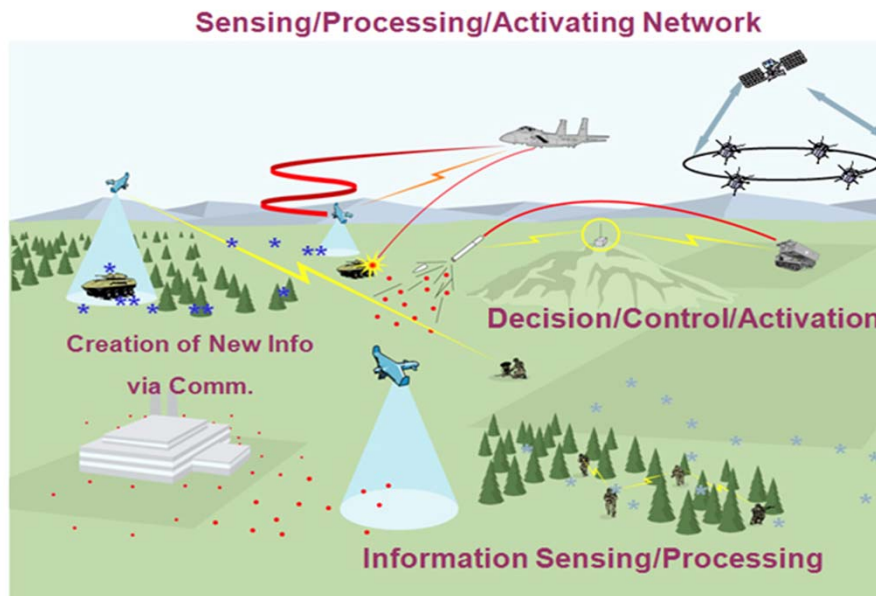 Sensing/Processing/Activating Network
Decision/Control/Activation
Creation of New Info
via Comm.
Information Sensing/Processing